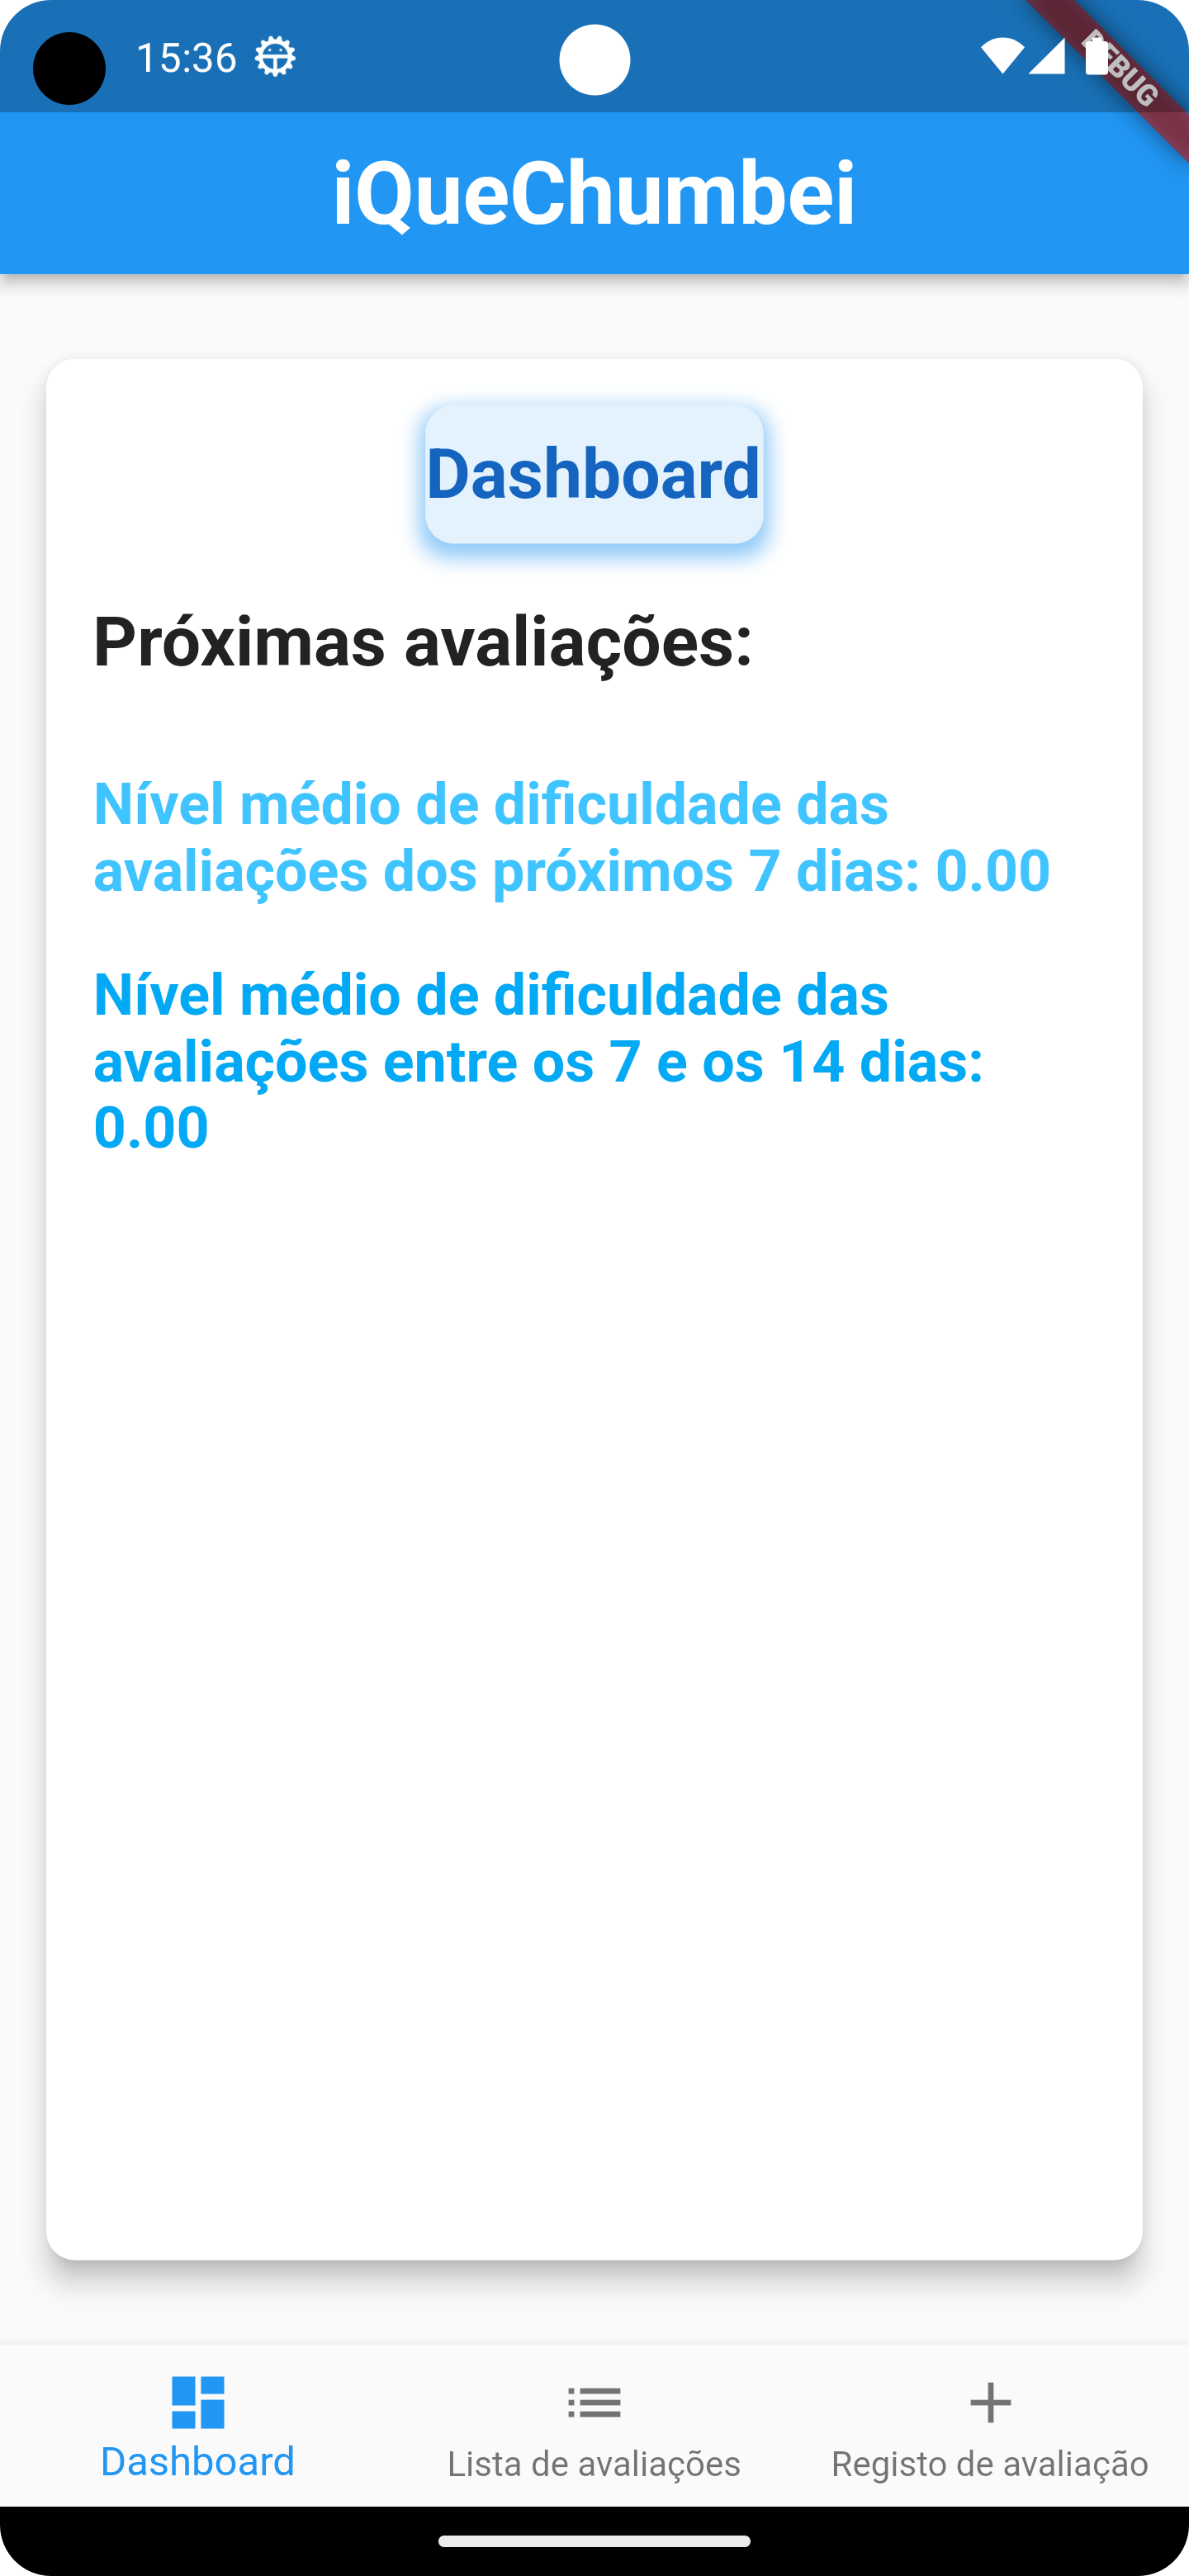 15:36
DEBUG
iQueChumbei
Dashboard
Próximas avaliações:
Nível médio de dificuldade das
avaliações dos próximos 7 dias: 0.00
Nível médio de dificuldade das
avaliações entre os 7 e os 14 dias:
0.00
Dashboard
Lista de avaliações
Registo de avaliação